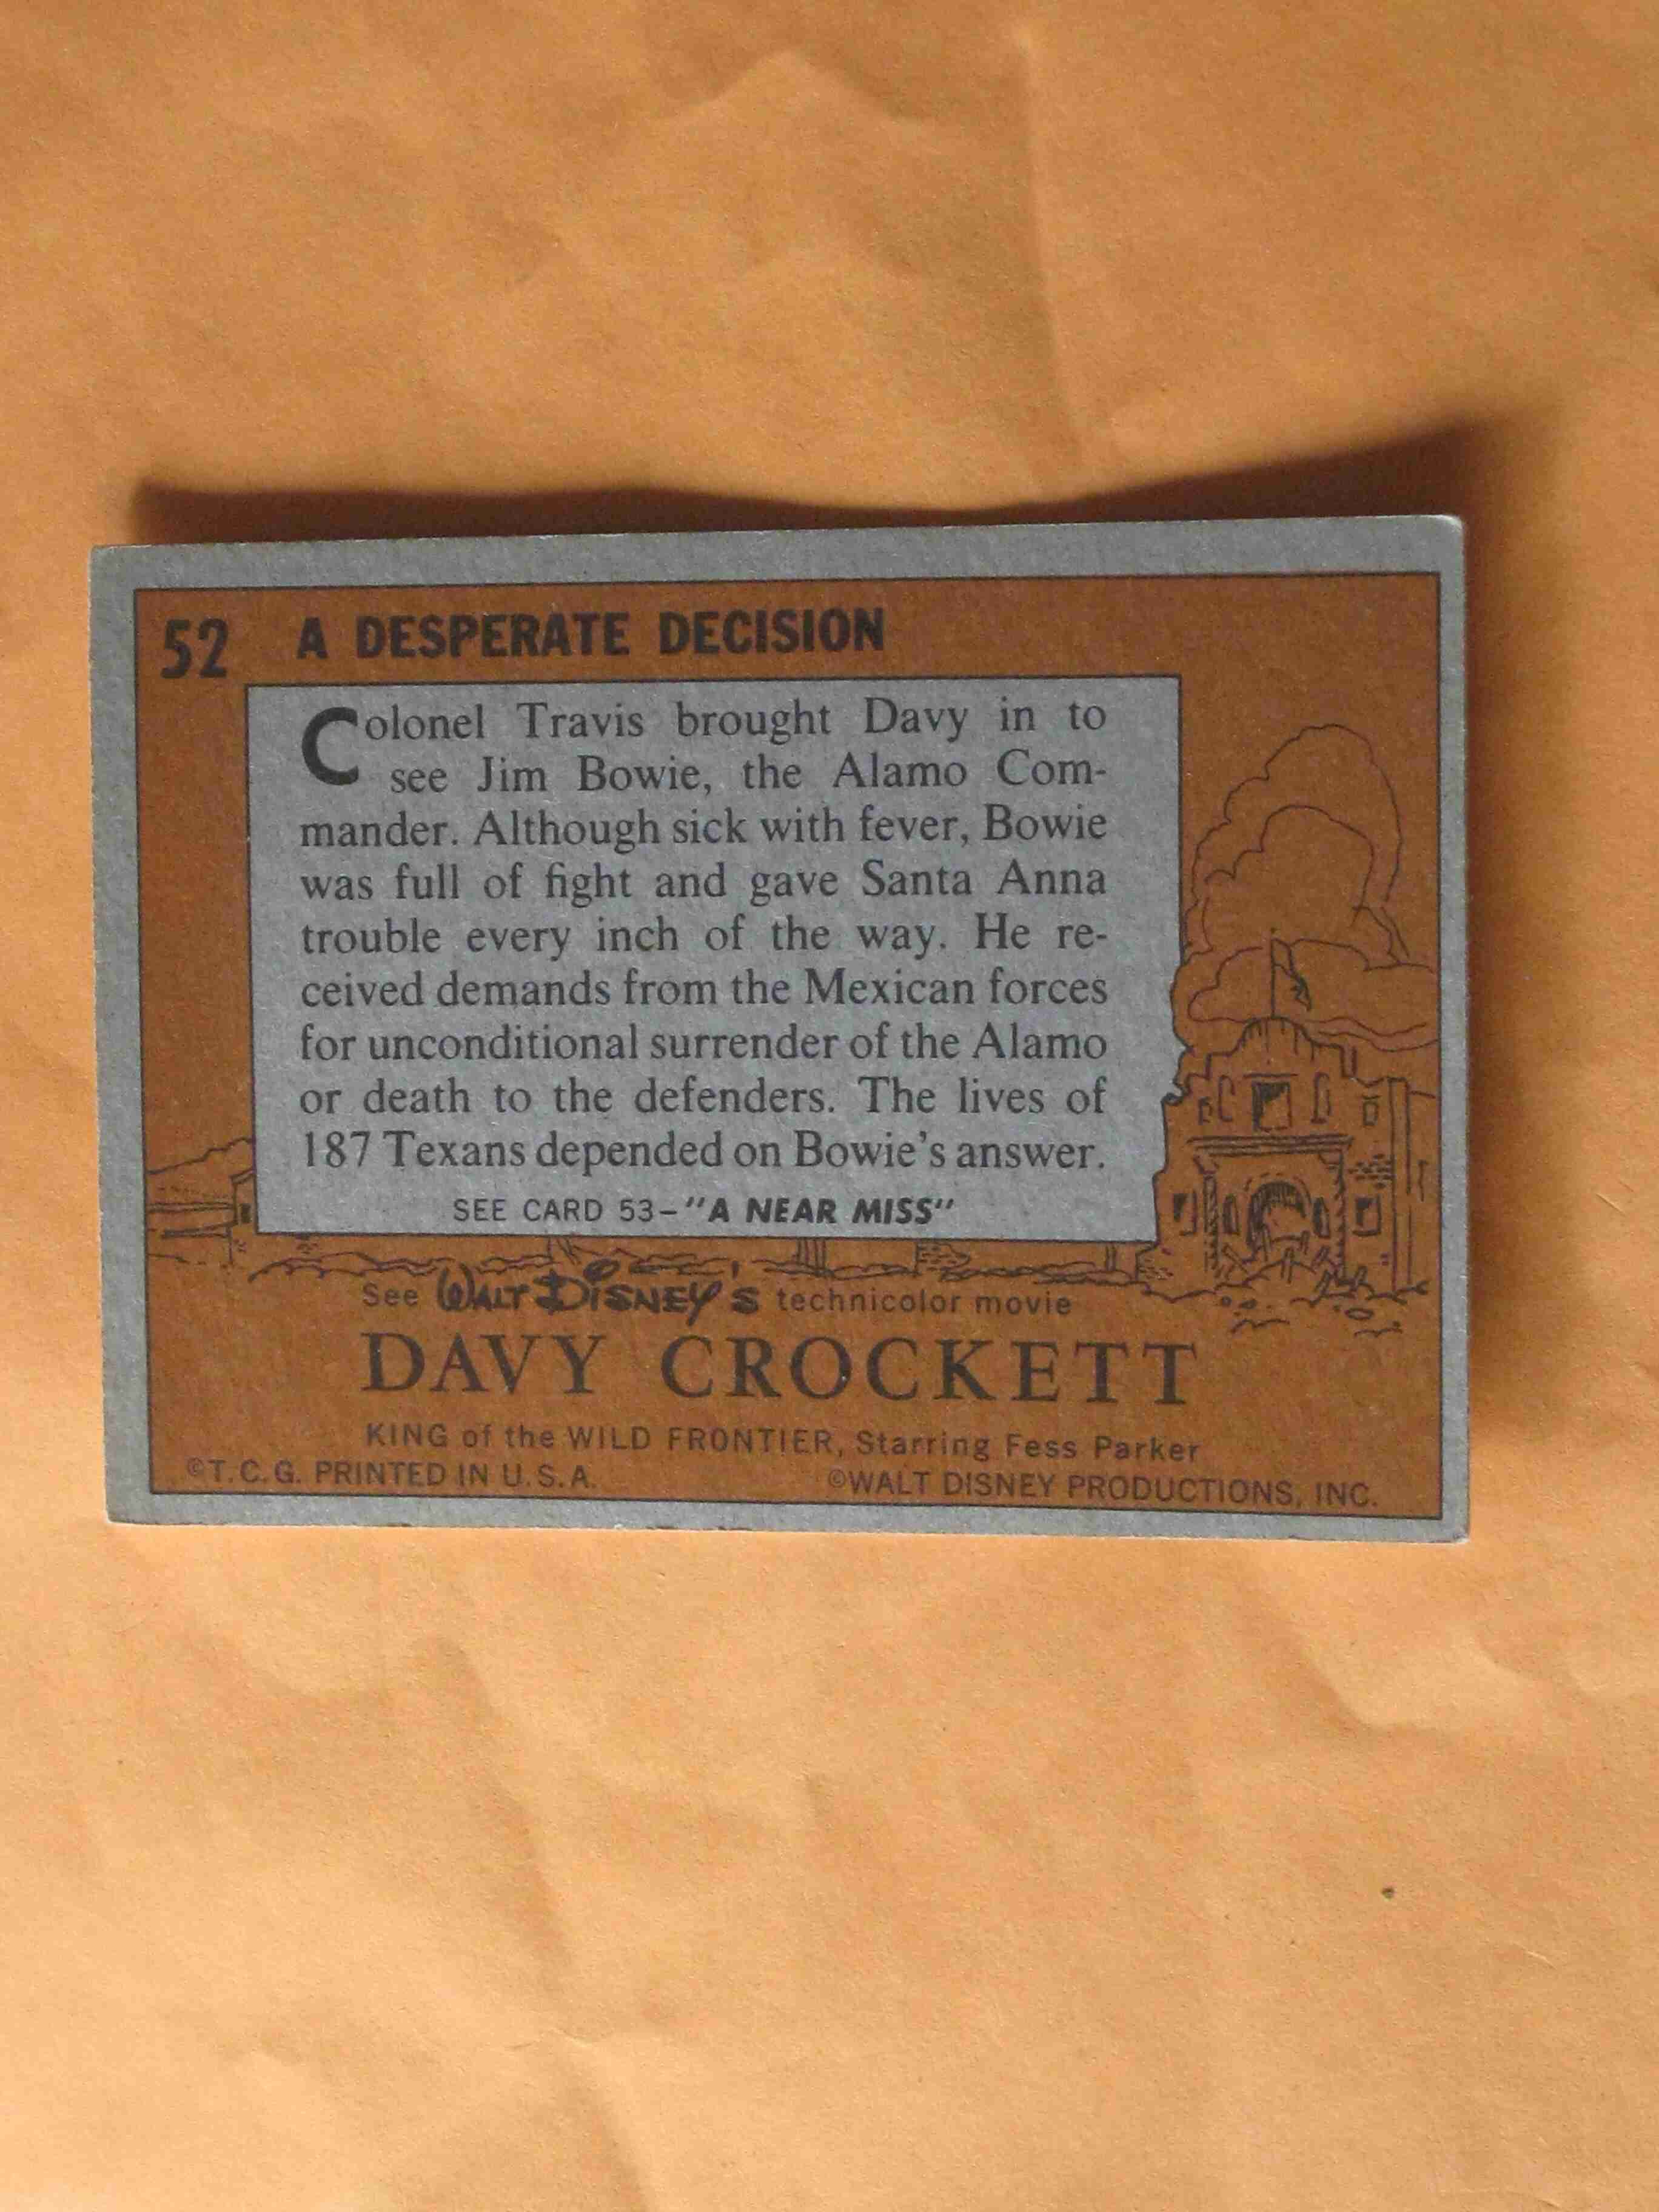 52 A DESPERATE DECISION
Colonel Travis brought Davy in to
see Jim Bowie, the Alamo Com-
mander. Although sick with fever, Bowie
was full of fight and gave Santa Anna
trouble every inch of the way. He re-
ceived demands from the Mexican forces
for unconditional surrender of the Alamo
or death to the defenders. The lives of
187 Texans depended on Bowie's answer.
SEE CARD 53–"A NEAR MISS"
See WALT DISNEY'S technicolor movie
DAVY CROCKETT
KING of the WILD FRONTIER, Starring Fess Parker
©T.C.G. PRINTED IN U.S.A. ©WALT DISNEY PRODUCTIONS, INC.